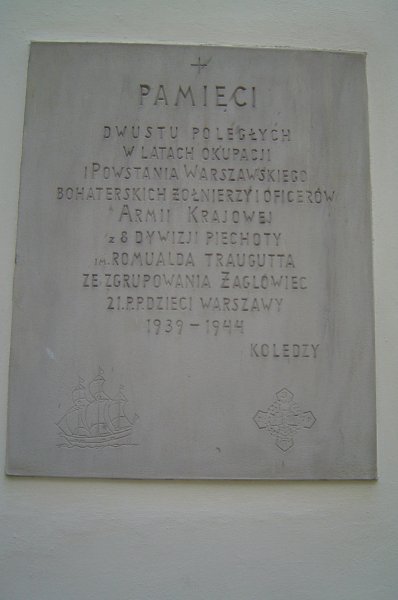 PAMIĘCI
DWUSTU POLEGŁYCH
W LATACH OKUPACJI
I POWSTANIA WARSZAWSKIEGO
BOHATERSKICH ŻOŁNIERZY I OFICERÓW
ARMII KRAJOWEJ
z 8 DYWIZJI PIECHOTY
IM. ROMUALDA TRAUGUTTA
ZE ZGRUPOWANIA ŻAGLOWIEC
21.P.P.DZIECI WARSZAWY
1939-1944
KOLEDZY